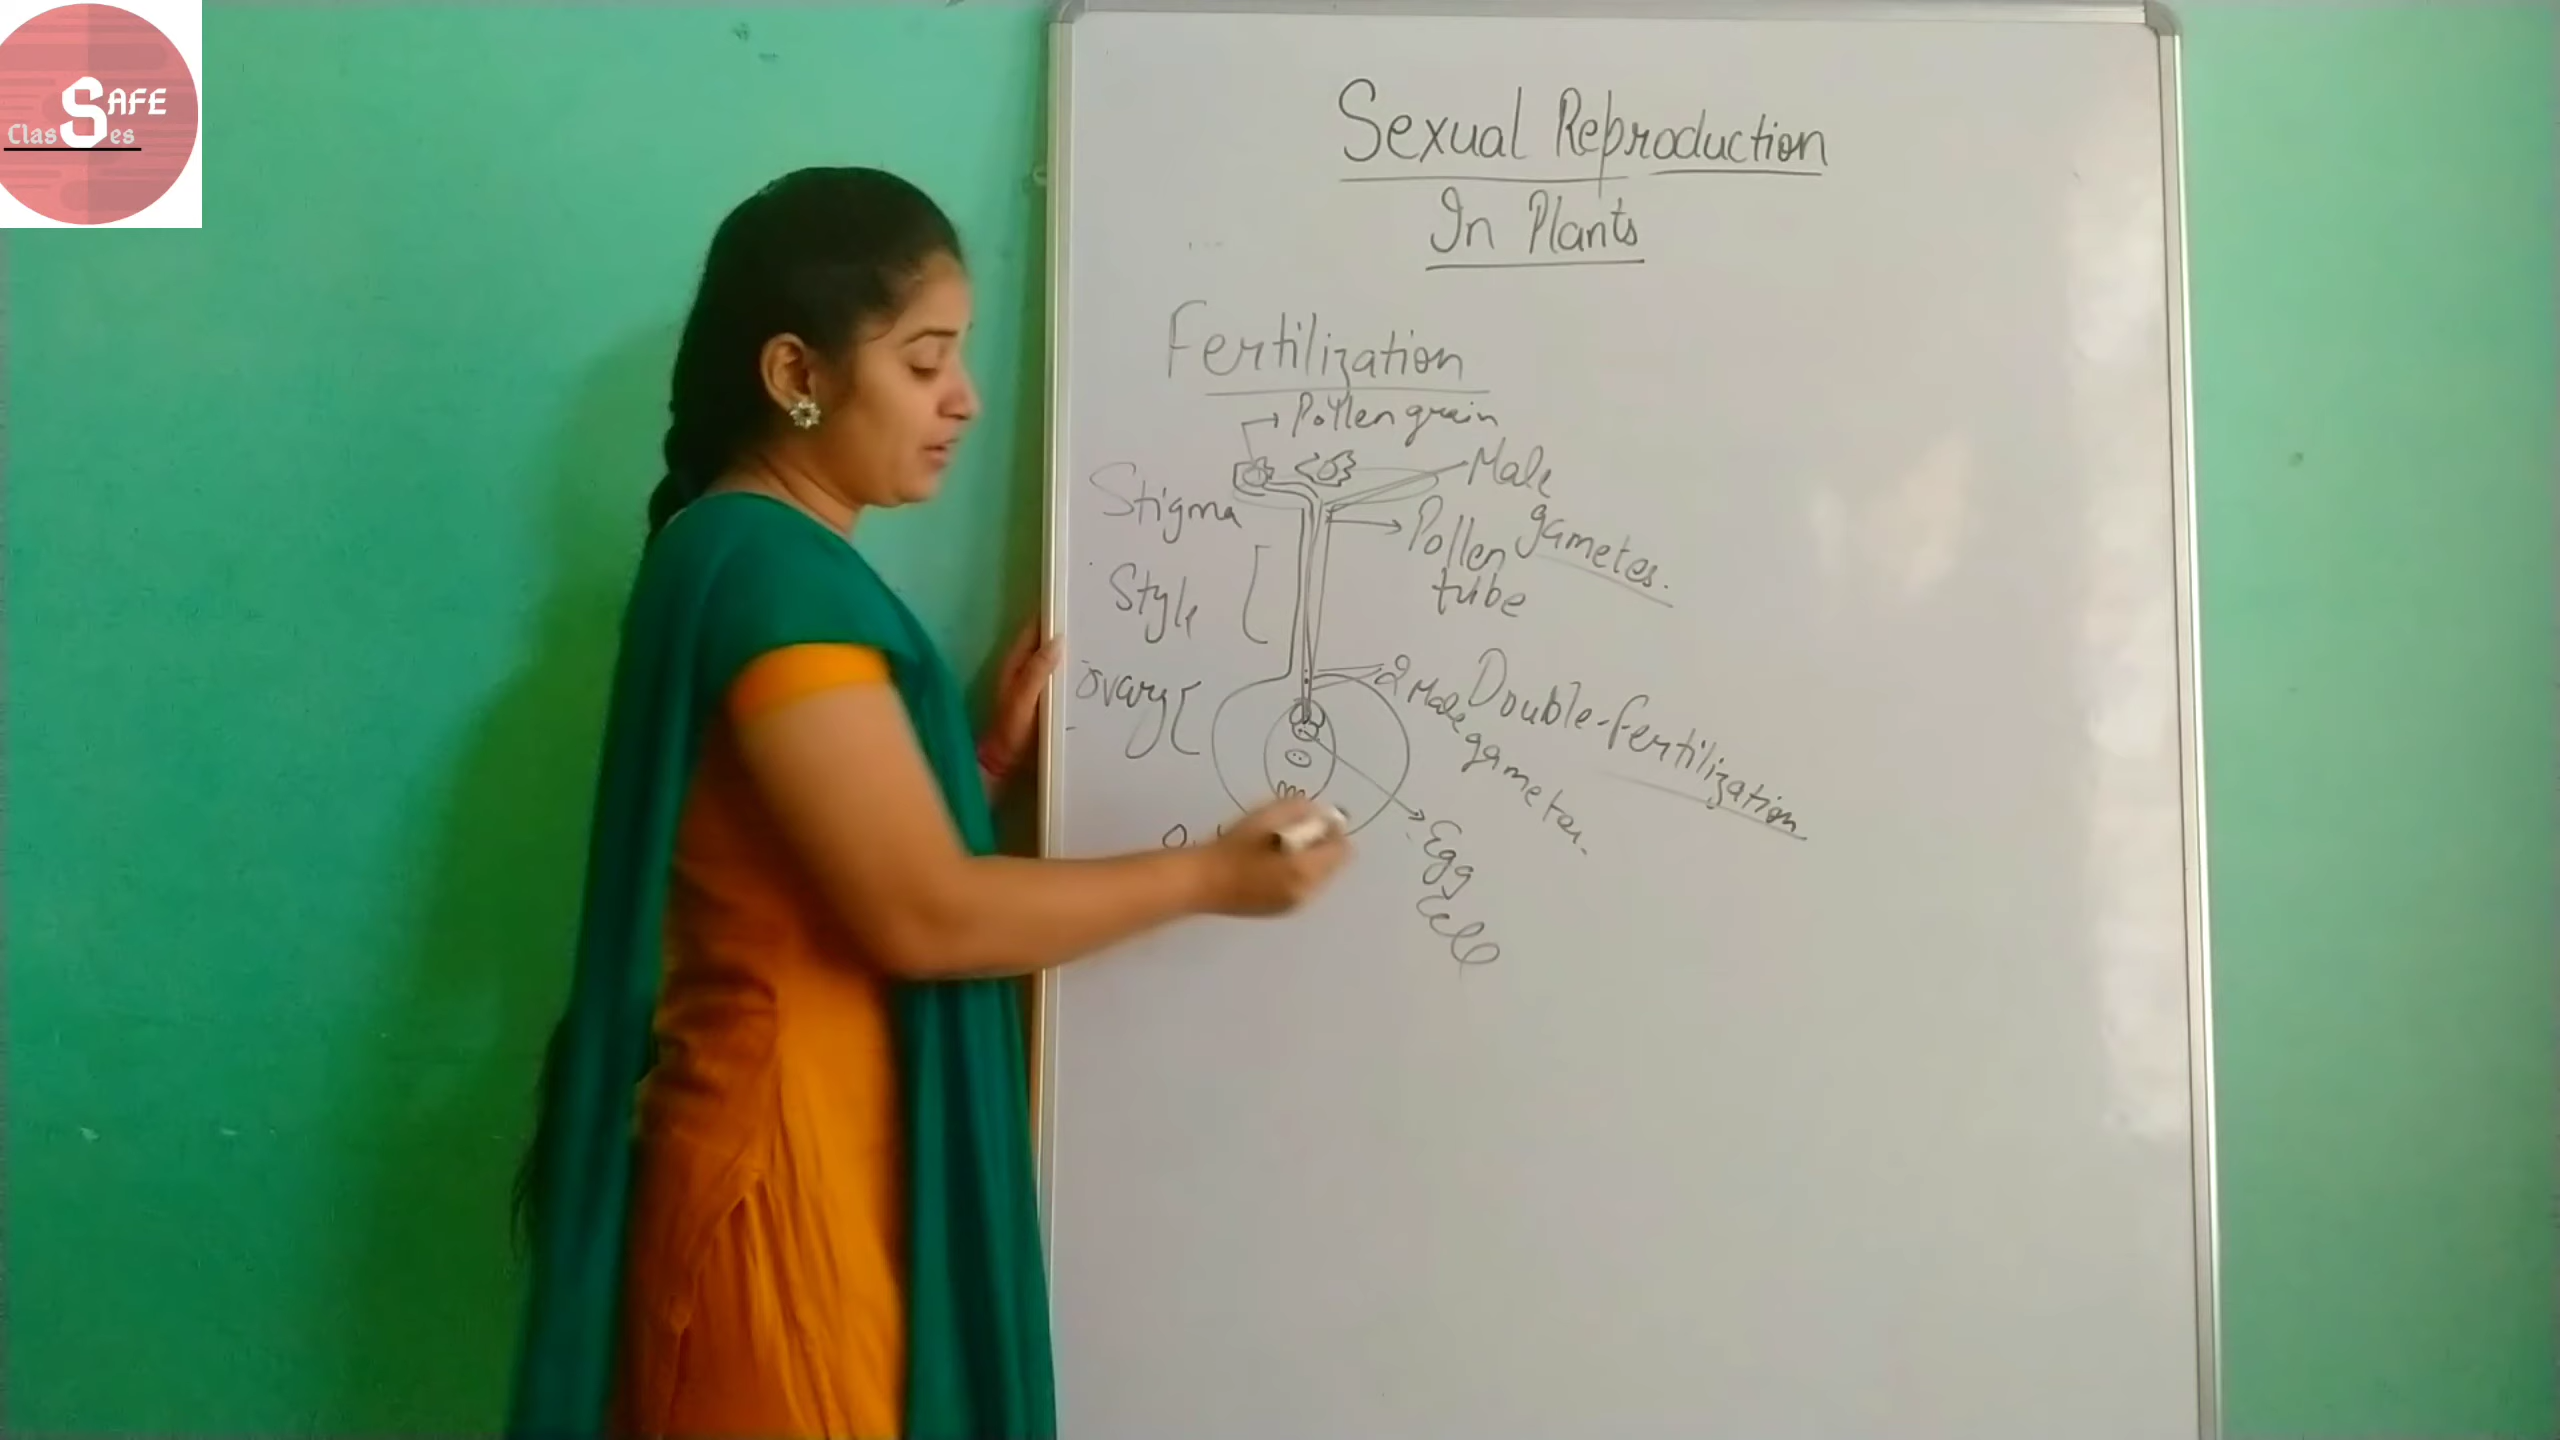 SAFE
Classes
Sexual Reproduction
In Plants
Fertilization
Pollen grain
Stigma
Male
gametes.
Pollen
tube
Style
Ovary
2 Male
gametes.
Double-fertilization
Egg
Cell